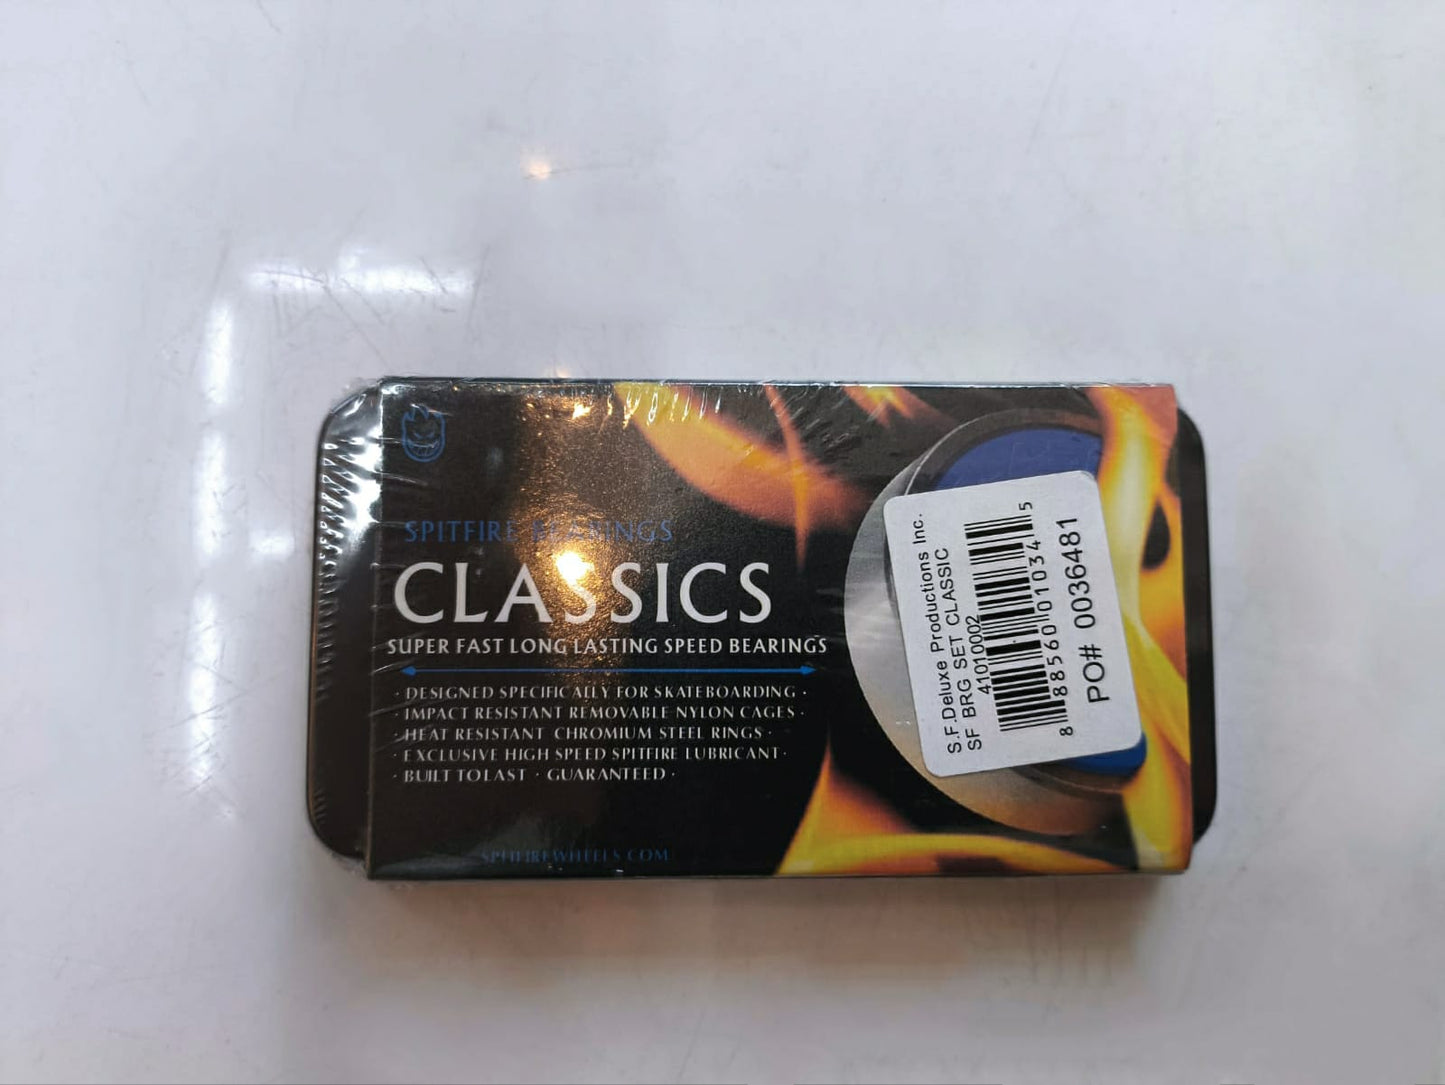 SPITFIRE BEARINGS
CLASSICS
SUPER FAST LONG LASTING SPEED BEARINGS
· DESIGNED SPECIFICALLY FOR SKATEBOARDING ·
· IMPACT RESISTANT REMOVABLE NYLON CAGES ·
· HEAT RESISTANT CHROMIUM STEEL RINGS ·
· EXCLUSIVE HIGH SPEED SPITFIRE LUBRICANT ·
· BUILT TO LAST · GUARANTEED ·
SPITFIREWHEELS.COM
S.F.Deluxe Productions Inc.
SF BRG SET CLASSIC
41010002
8 88560 01034 5
PO# 0036481